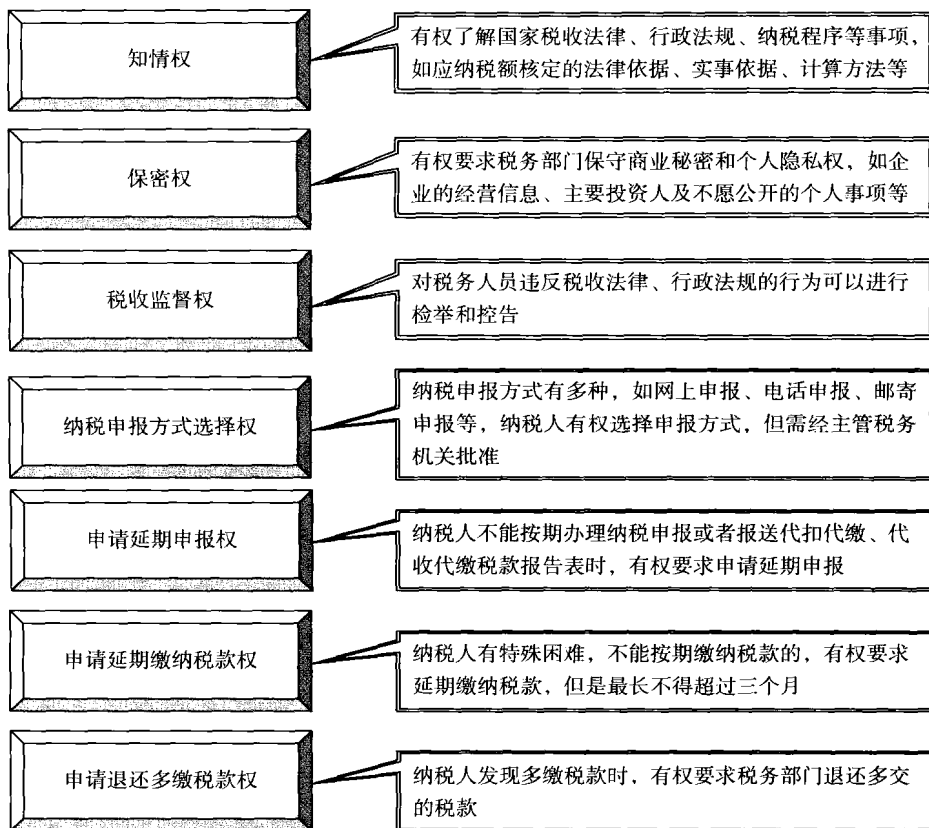 知情权
有权了解国家税收法律、行政法规、纳税程序等事项，
如应纳税额核定的法律依据、实事依据、计算方法等
保密权
有权要求税务部门保守商业秘密和个人隐私权，如企
业的经营信息、主要投资人及不愿公开的个人事项等
税收监督权
对税务人员违反税收法律、行政法规的行为可以进行
检举和控告
纳税申报方式选择权
纳税申报方式有多种，如网上申报、电话申报、邮寄
申报等，纳税人有权选择申报方式，但需经主管税务
机关批准
申请延期申报权
纳税人不能按期办理纳税申报或者报送代扣代缴、代
收代缴税款报告表时，有权要求申请延期申报
申请延期缴纳税款权
纳税人有特殊困难，不能按期缴纳税款的，有权要求
延期缴纳税款，但是最长不得超过三个月
申请退还多缴税款权
纳税人发现多缴税款时，有权要求税务部门退还多交
的税款